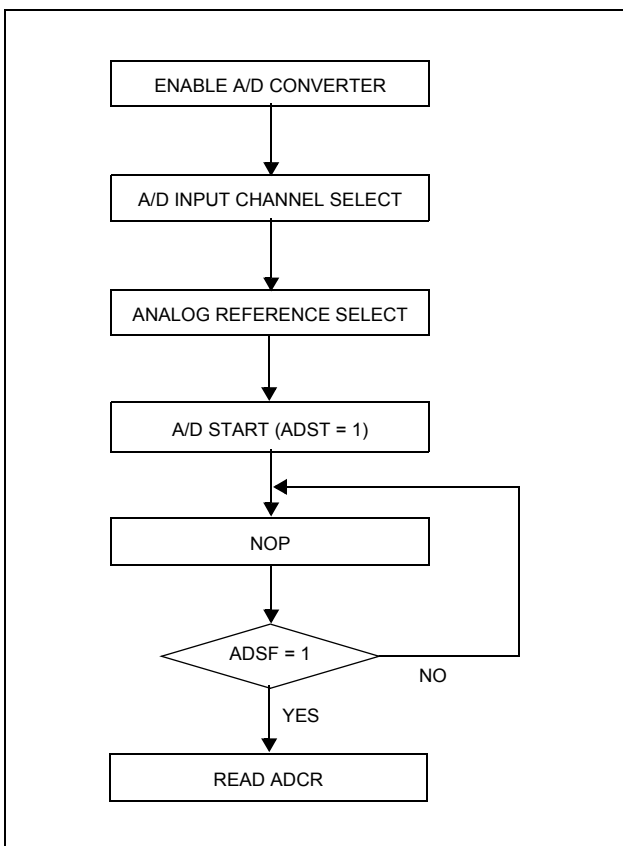 ENABLE A/D CONVERTER
A/D INPUT CHANNEL SELECT
ANALOG REFERENCE SELECT
A/D START (ADST = 1)
NOP
ADSF = 1
NO
YES
READ ADCR